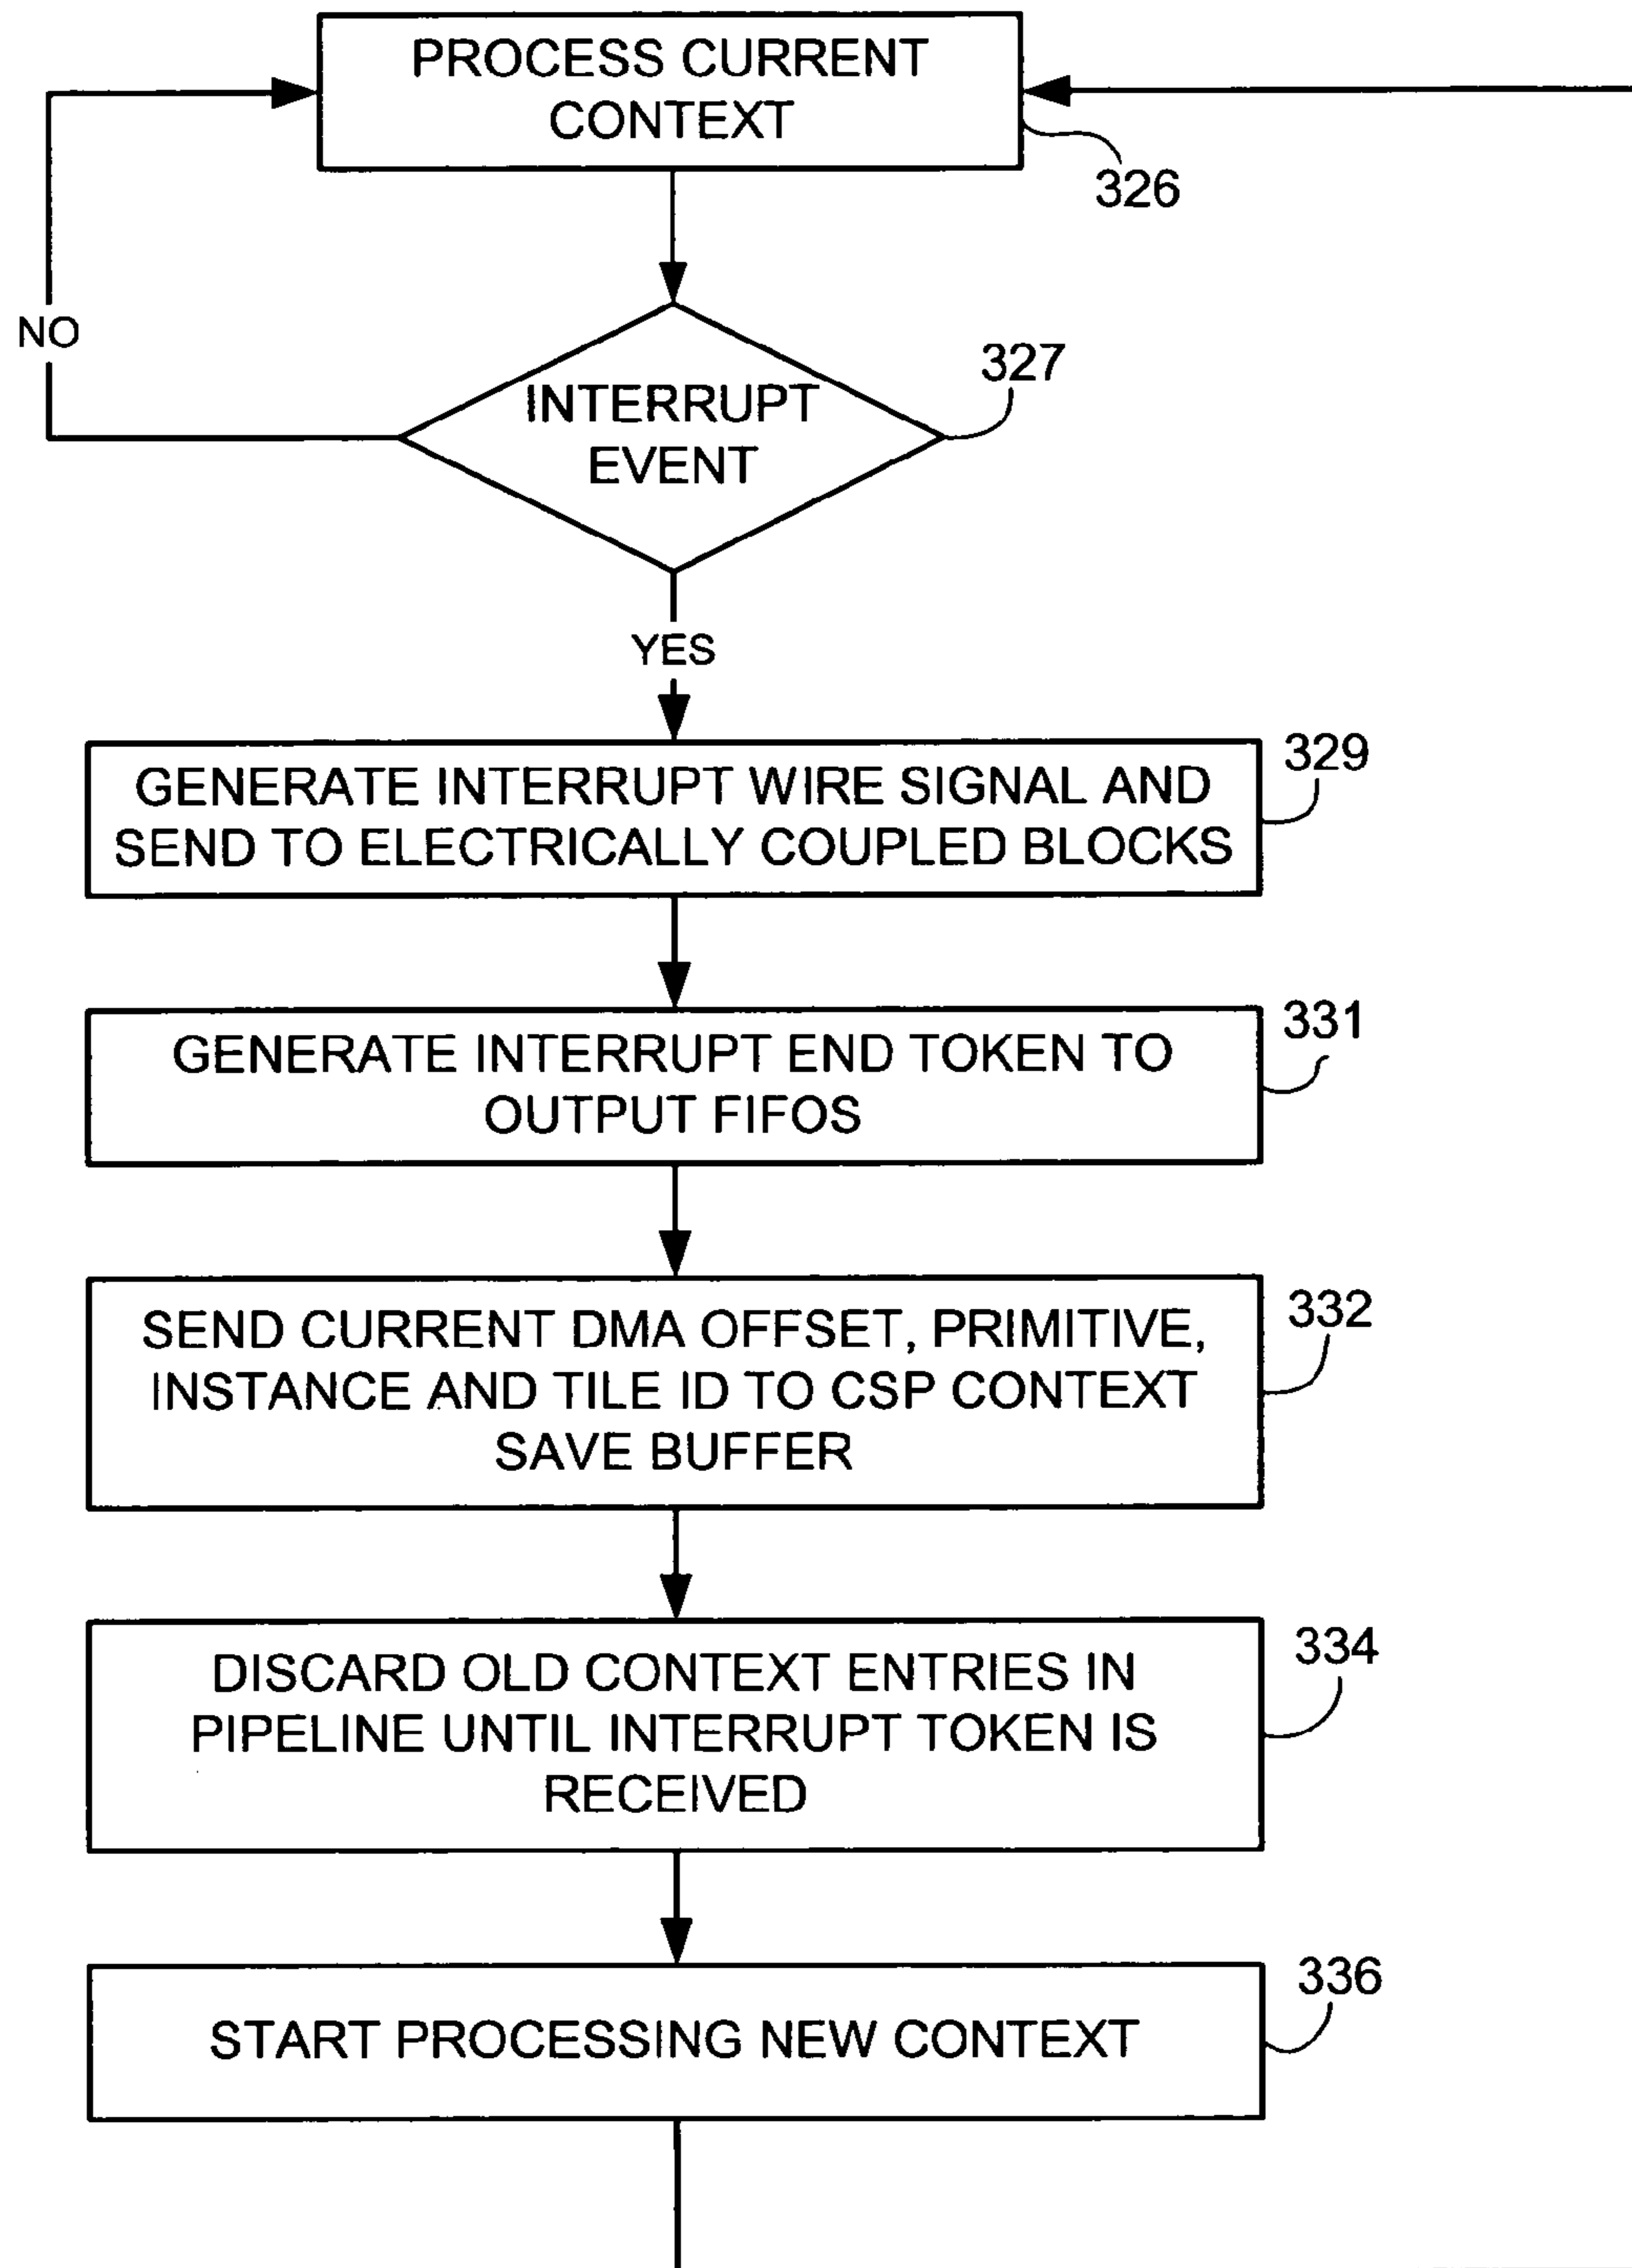 PROCESS CURRENT
CONTEXT
326
NO
327
INTERRUPT
EVENT
YES
329
GENERATE INTERRUPT WIRE SIGNAL AND
SEND TO ELECTRICALLY COUPLED BLOCKS
331
GENERATE INTERRUPT END TOKEN TO
OUTPUT FIFOS
332
SEND CURRENT DMA OFFSET, PRIMITIVE,
INSTANCE AND TILE ID TO CSP CONTEXT
SAVE BUFFER
334
DISCARD OLD CONTEXT ENTRIES IN
PIPELINE UNTIL INTERRUPT TOKEN IS
RECEIVED
336
START PROCESSING NEW CONTEXT